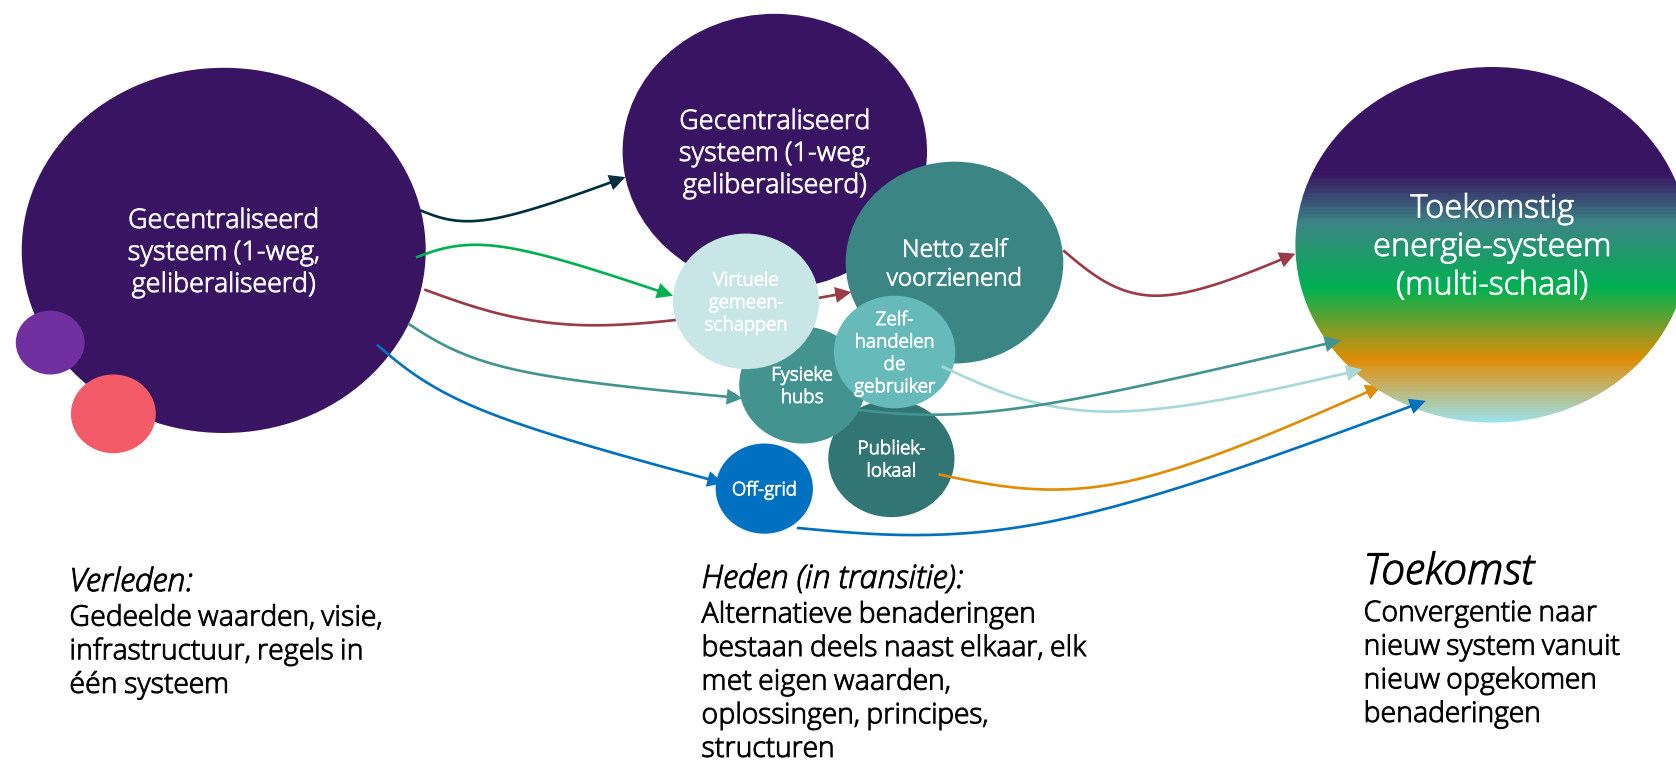 Gecentraliseerd
systeem (1-weg,
geliberaliseerd)
Gecentraliseerd
systeem (1-weg,
geliberaliseerd)
Netto zelf
voorzienend
Virtuele
gemeen-
schappen
Zelf-
handelen
de
gebruiker
Fysieke
hubs
Publiek-
lokaal
Off-grid
Toekomstig
energie-systeem
(multi-schaal)
Verleden:
Gedeelde waarden, visie,
infrastructuur, regels in
één systeem
Heden (in transitie):
Alternatieve benaderingen
bestaan deels naast elkaar, elk
met eigen waarden,
oplossingen, principes,
structuren
Toekomst
Convergentie naar
nieuw system vanuit
nieuw opgekomen
benaderingen